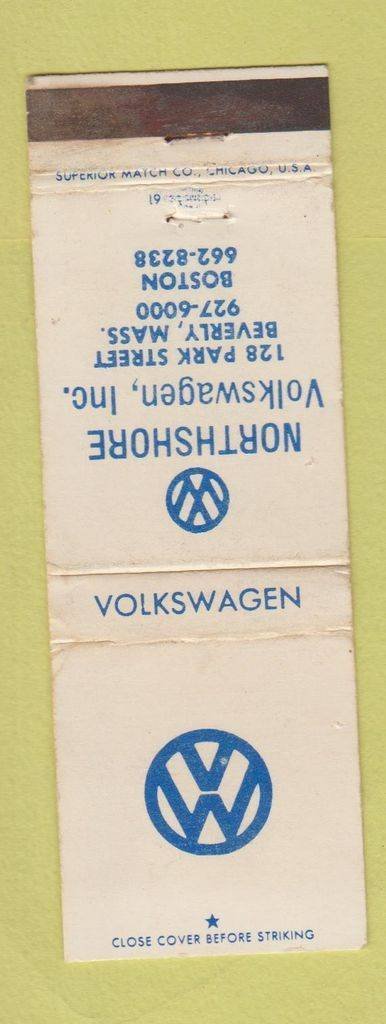 SUPERIOR MATCH CO., CHICAGO, U.S.A.
19
NORTHSHORE
Volkswagen, Inc.
128 PARK STREET
BEVERLY, MASS.
927-6000
BOSTON
662-8238
VOLKSWAGEN
CLOSE COVER BEFORE STRIKING